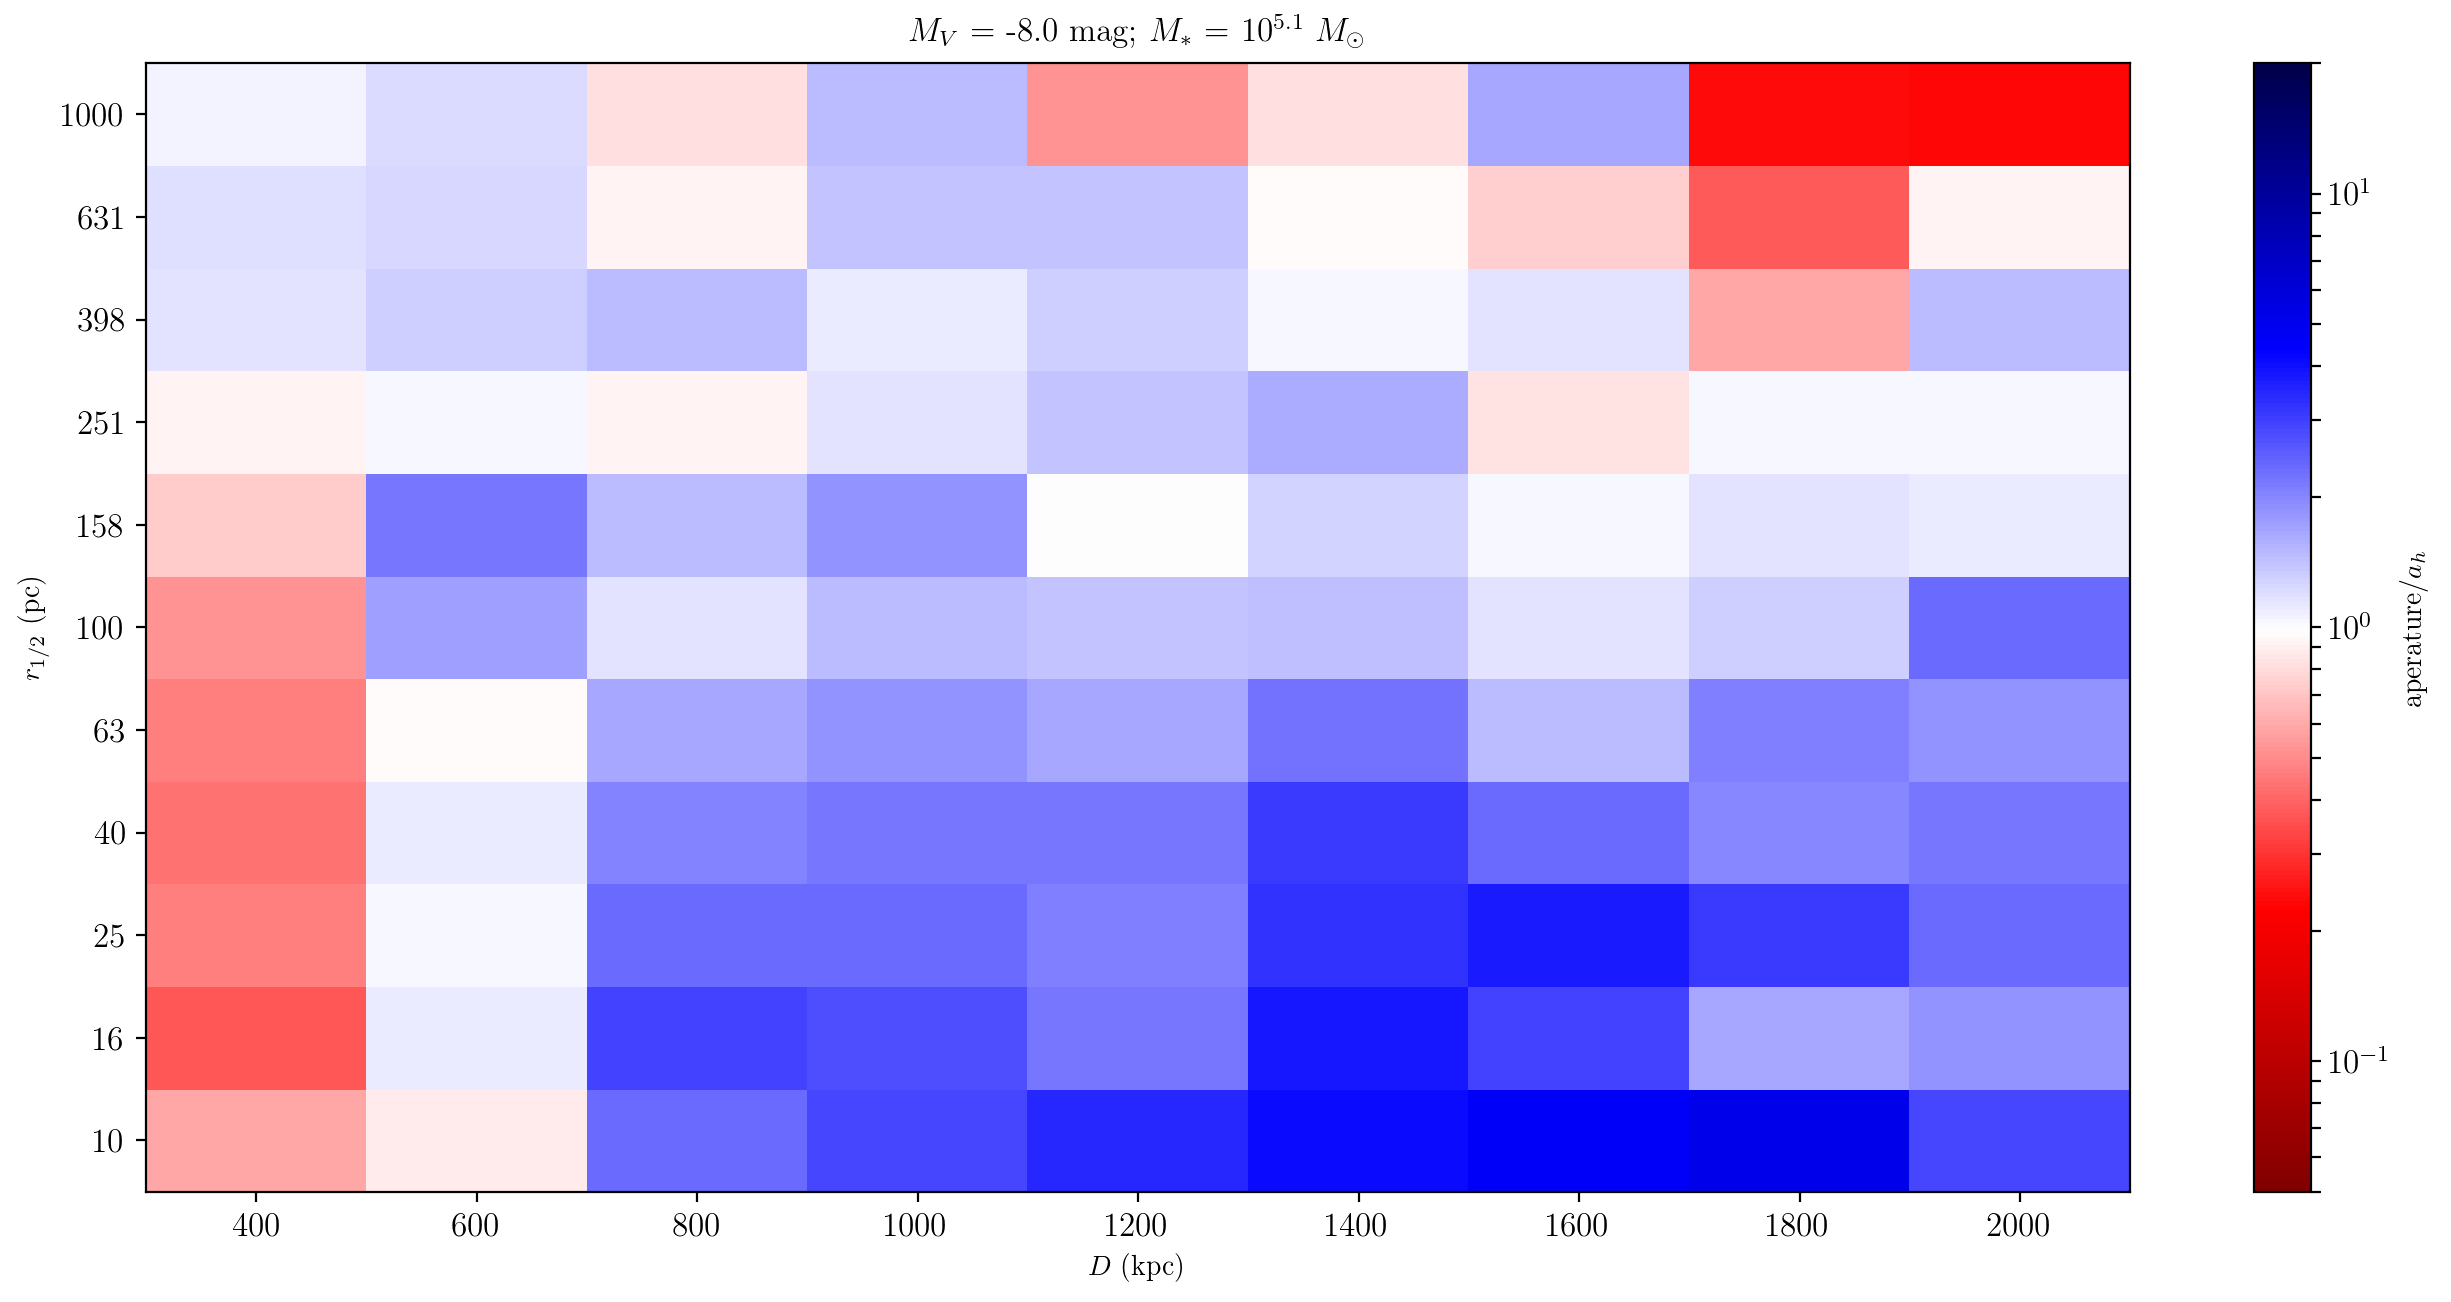 M_V = -8.0 mag; M_* = 10^{5.1} M_⊙
1000
631
398
251
158
100
63
40
25
16
10
r_{1/2} (pc)
400 600 800 1000 1200 1400 1600 1800 2000
D (kpc)
10^1
10^0
10^{-1}
aperature/a_h